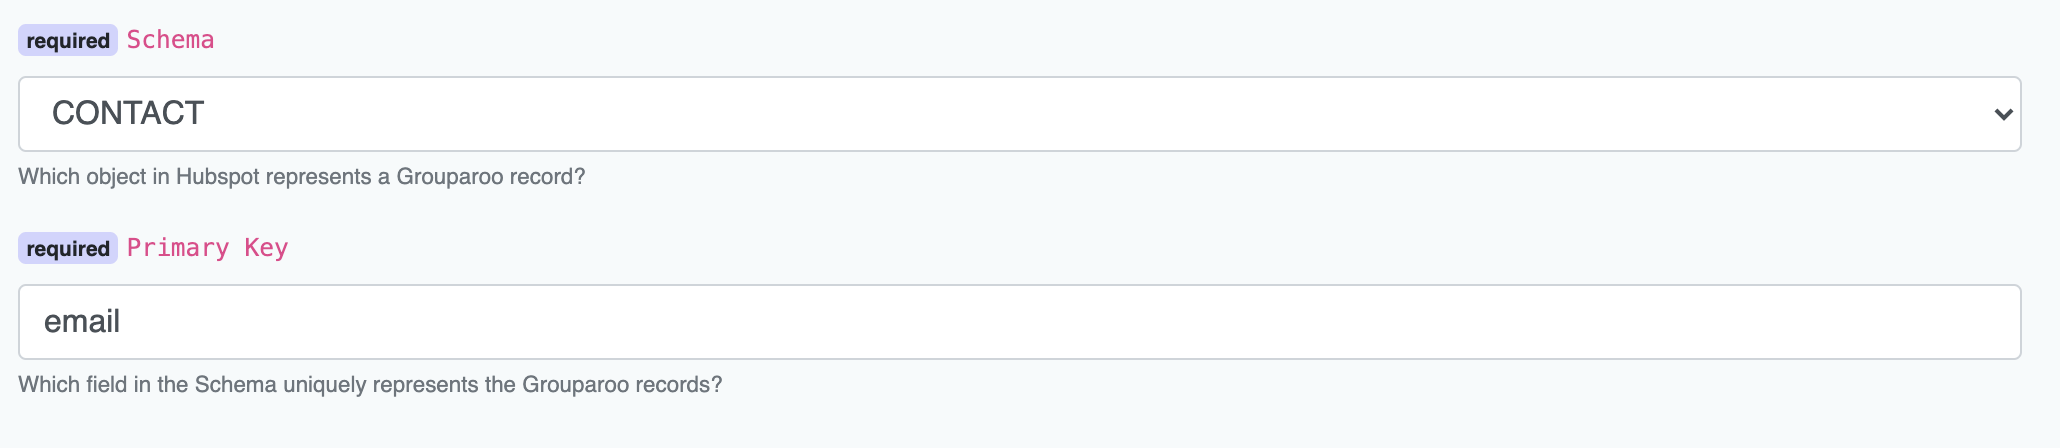 required Schema
CONTACT
Which object in Hubspot represents a Grouparoo record?
required Primary Key
email
Which field in the Schema uniquely represents the Grouparoo records?